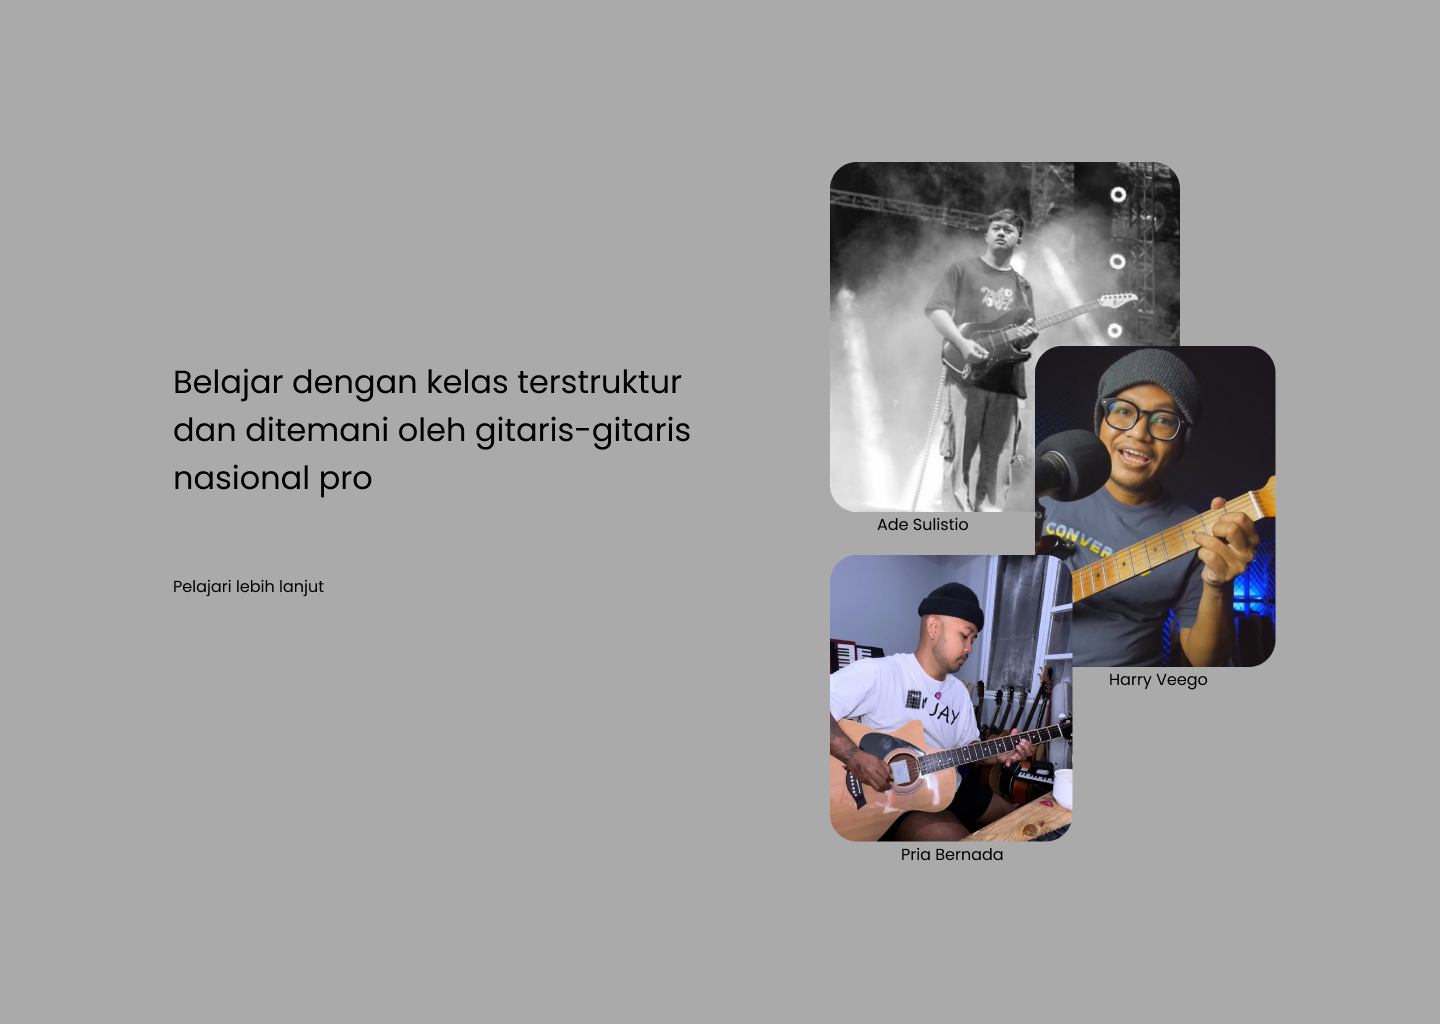 Belajar dengan kelas terstruktur
dan ditemani oleh gitaris-gitaris
nasional pro
Pelajari lebih lanjut
Ade Sulistio
CONVER
Harry Veego
JAY
Pria Bernada